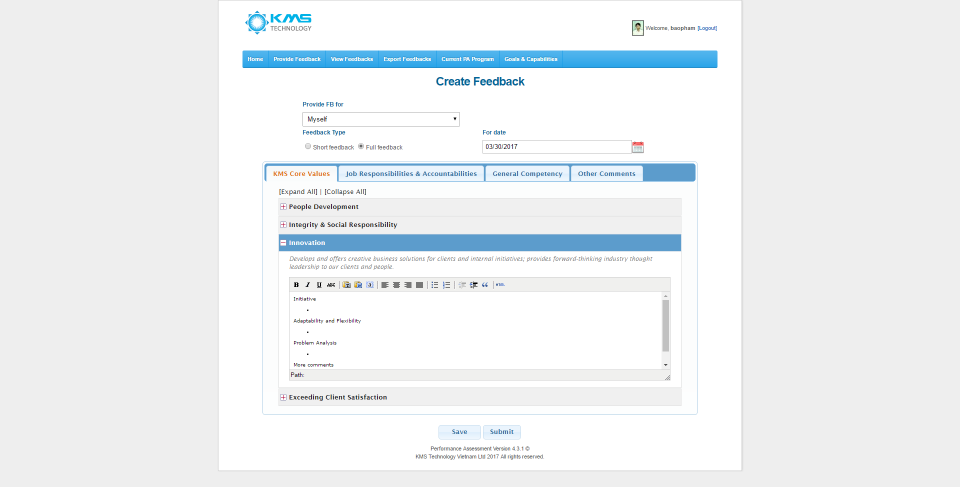 KMS
TECHNOLOGY
Welcome, baopham [Logout]
Home Provide Feedback View Feedbacks Export Feedbacks Current PA Program Goals & Capabilities
Create Feedback
Provide FB for
Myself
Feedback Type For date
Short feedback Full feedback 03/30/2017
KMS Core Values Job Responsibilities & Accountabilities General Competency Other Comments
[Expand All] | [Collapse All]
People Development
Integrity & Social Responsibility
Innovation
Develops and offers creative business solutions for clients and internal initiatives; provides forward-thinking industry thought
leadership to our clients and people.
B I U ABC HTML
Initiative
•
Adaptability and Flexibility
•
Problem Analysis
•
More comments
Path:
Exceeding Client Satisfaction
Save Submit
Performance Assessment Version 4.3.1 ©
KMS Technology Vietnam Ltd 2017 All rights reserved.